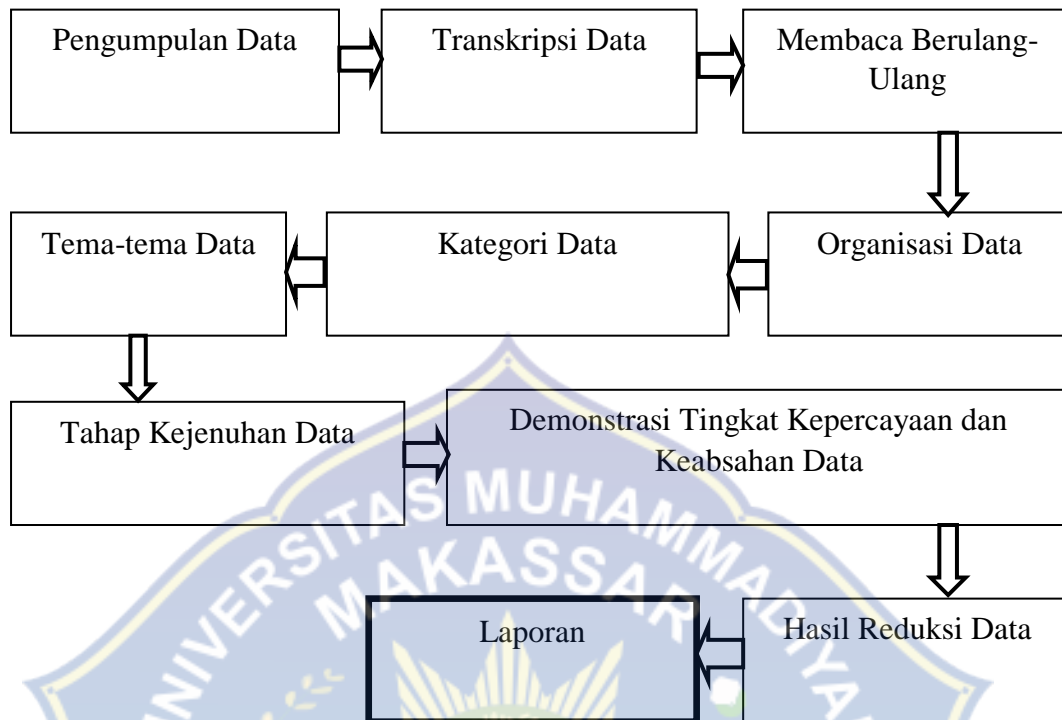 Pengumpulan Data
Transkripsi Data
Membaca Berulang-
Ulang
Organisasi Data
Kategori Data
Tema-tema Data
Tahap Kejenuhan Data
Demonstrasi Tingkat Kepercayaan dan
Keabsahan Data
Hasil Reduksi Data
Laporan
UNIVERSITAS MUHAMMADIYA
MAKASSAR